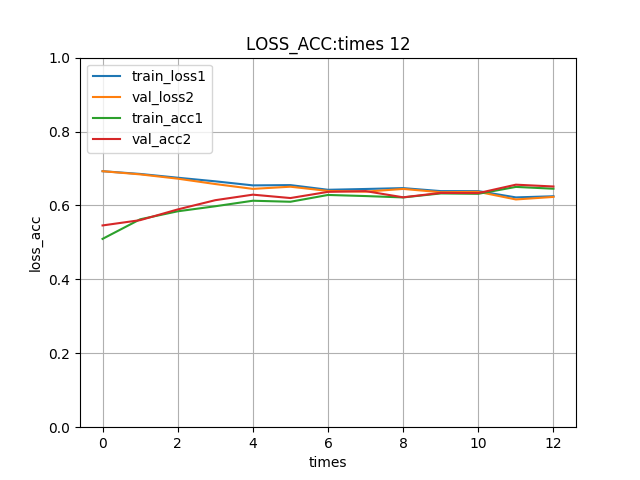 LOSS_ACC:times 12
1.0
0.8
0.6
0.4
0.2
0.0
loss_acc
train_loss1
val_loss2
train_acc1
val_acc2
0 2 4 6 8 10 12
times